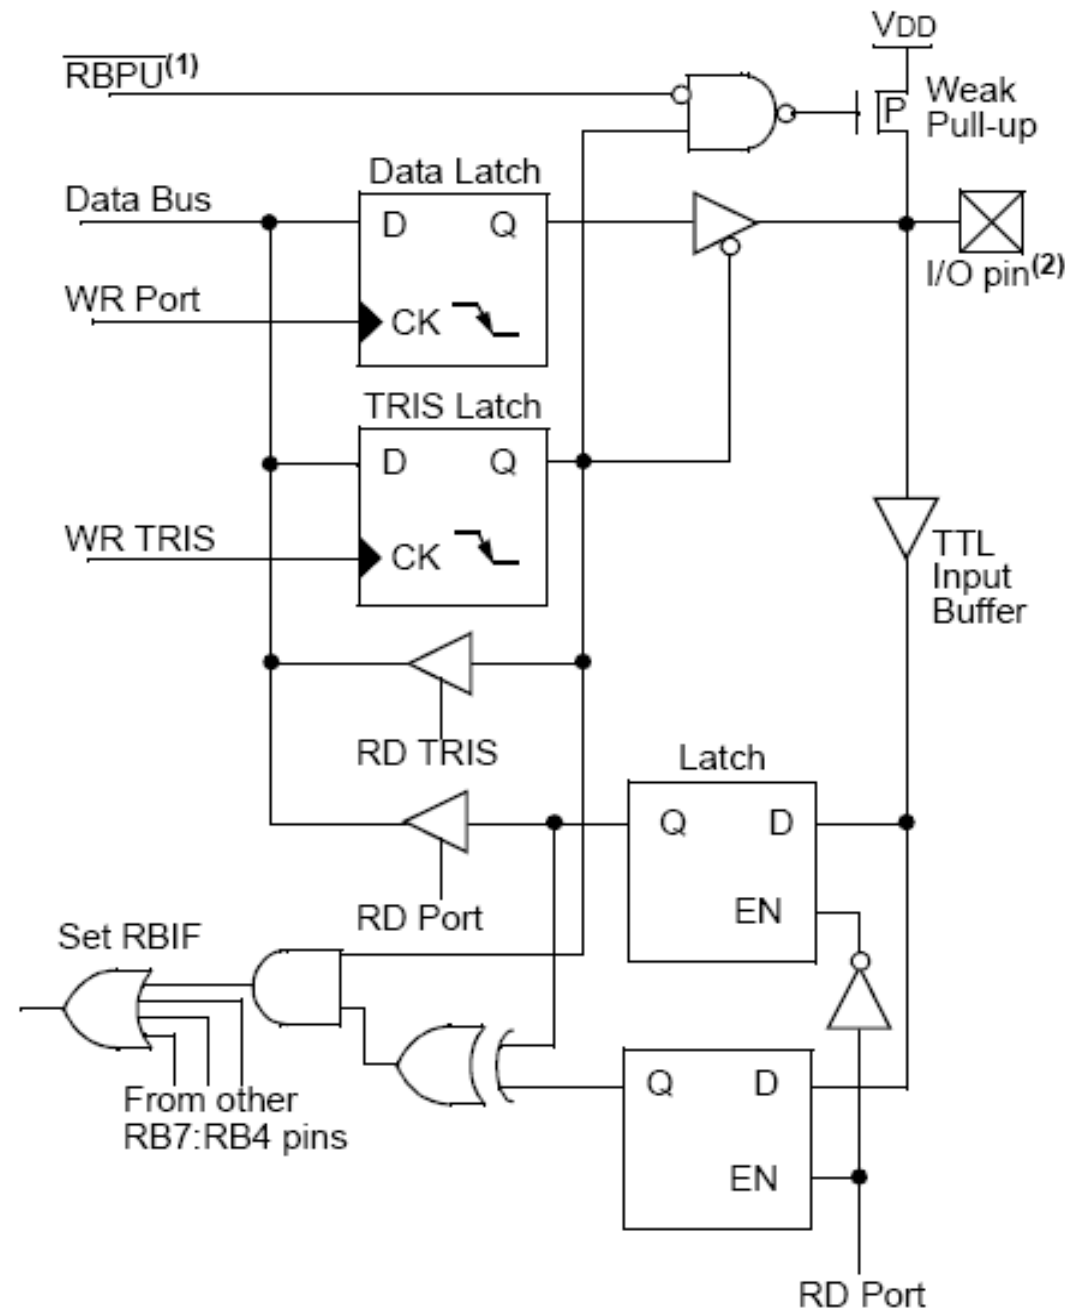 VDD
RBPU(1)
Weak
Pull-up
P
Data Latch
Data Bus
D Q
I/O pin(2)
WR Port
CK
TRIS Latch
D Q
WR TRIS
CK
TTL
Input
Buffer
RD TRIS
Latch
Q D
EN
RD Port
Set RBIF
From other
RB7:RB4 pins
Q D
EN
RD Port